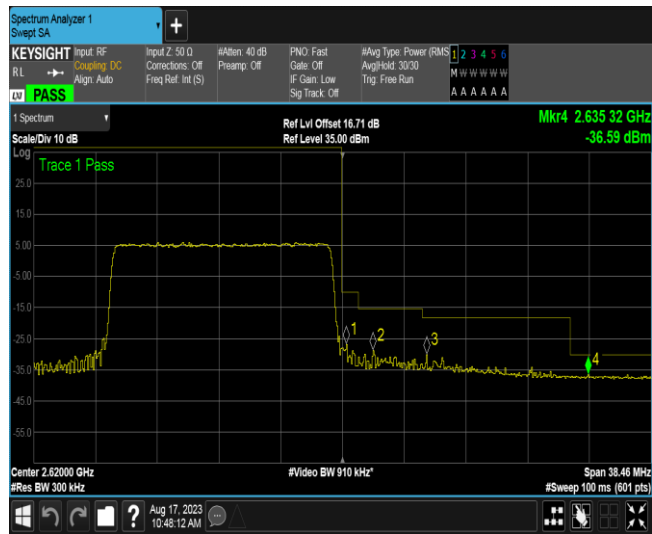 Spectrum Analyzer 1
Swept SA
+
KEYSIGHT Input: RF Input Z: 50 Ω #Atten: 40 dB PNO: Fast #Avg Type: Power (RMS 1 2 3 4 5 6
RL Coupling: DC Corrections: Off Preamp: Off Gate: Off Avg|Hold: 30/30 M W W W W W
Align: Auto Freq Ref: Int (S) IF Gain: Low Trig: Free Run
LXI PASS Sig Track: Off A A A A A A
1 Spectrum Ref Lvl Offset 16.71 dB Mkr4 2.635 32 GHz
Scale/Div 10 dB Ref Level 35.00 dBm -36.59 dBm
Log
Trace 1 Pass
25.0
15.0
5.00
-5.00
-15.0
-25.0
1
2
3
4
-35.0
-45.0
-55.0
Center 2.62000 GHz #Video BW 910 kHz* Span 38.46 MHz
#Res BW 300 kHz #Sweep 100 ms (601 pts)
? Aug 17, 2023
10:48:12 AM